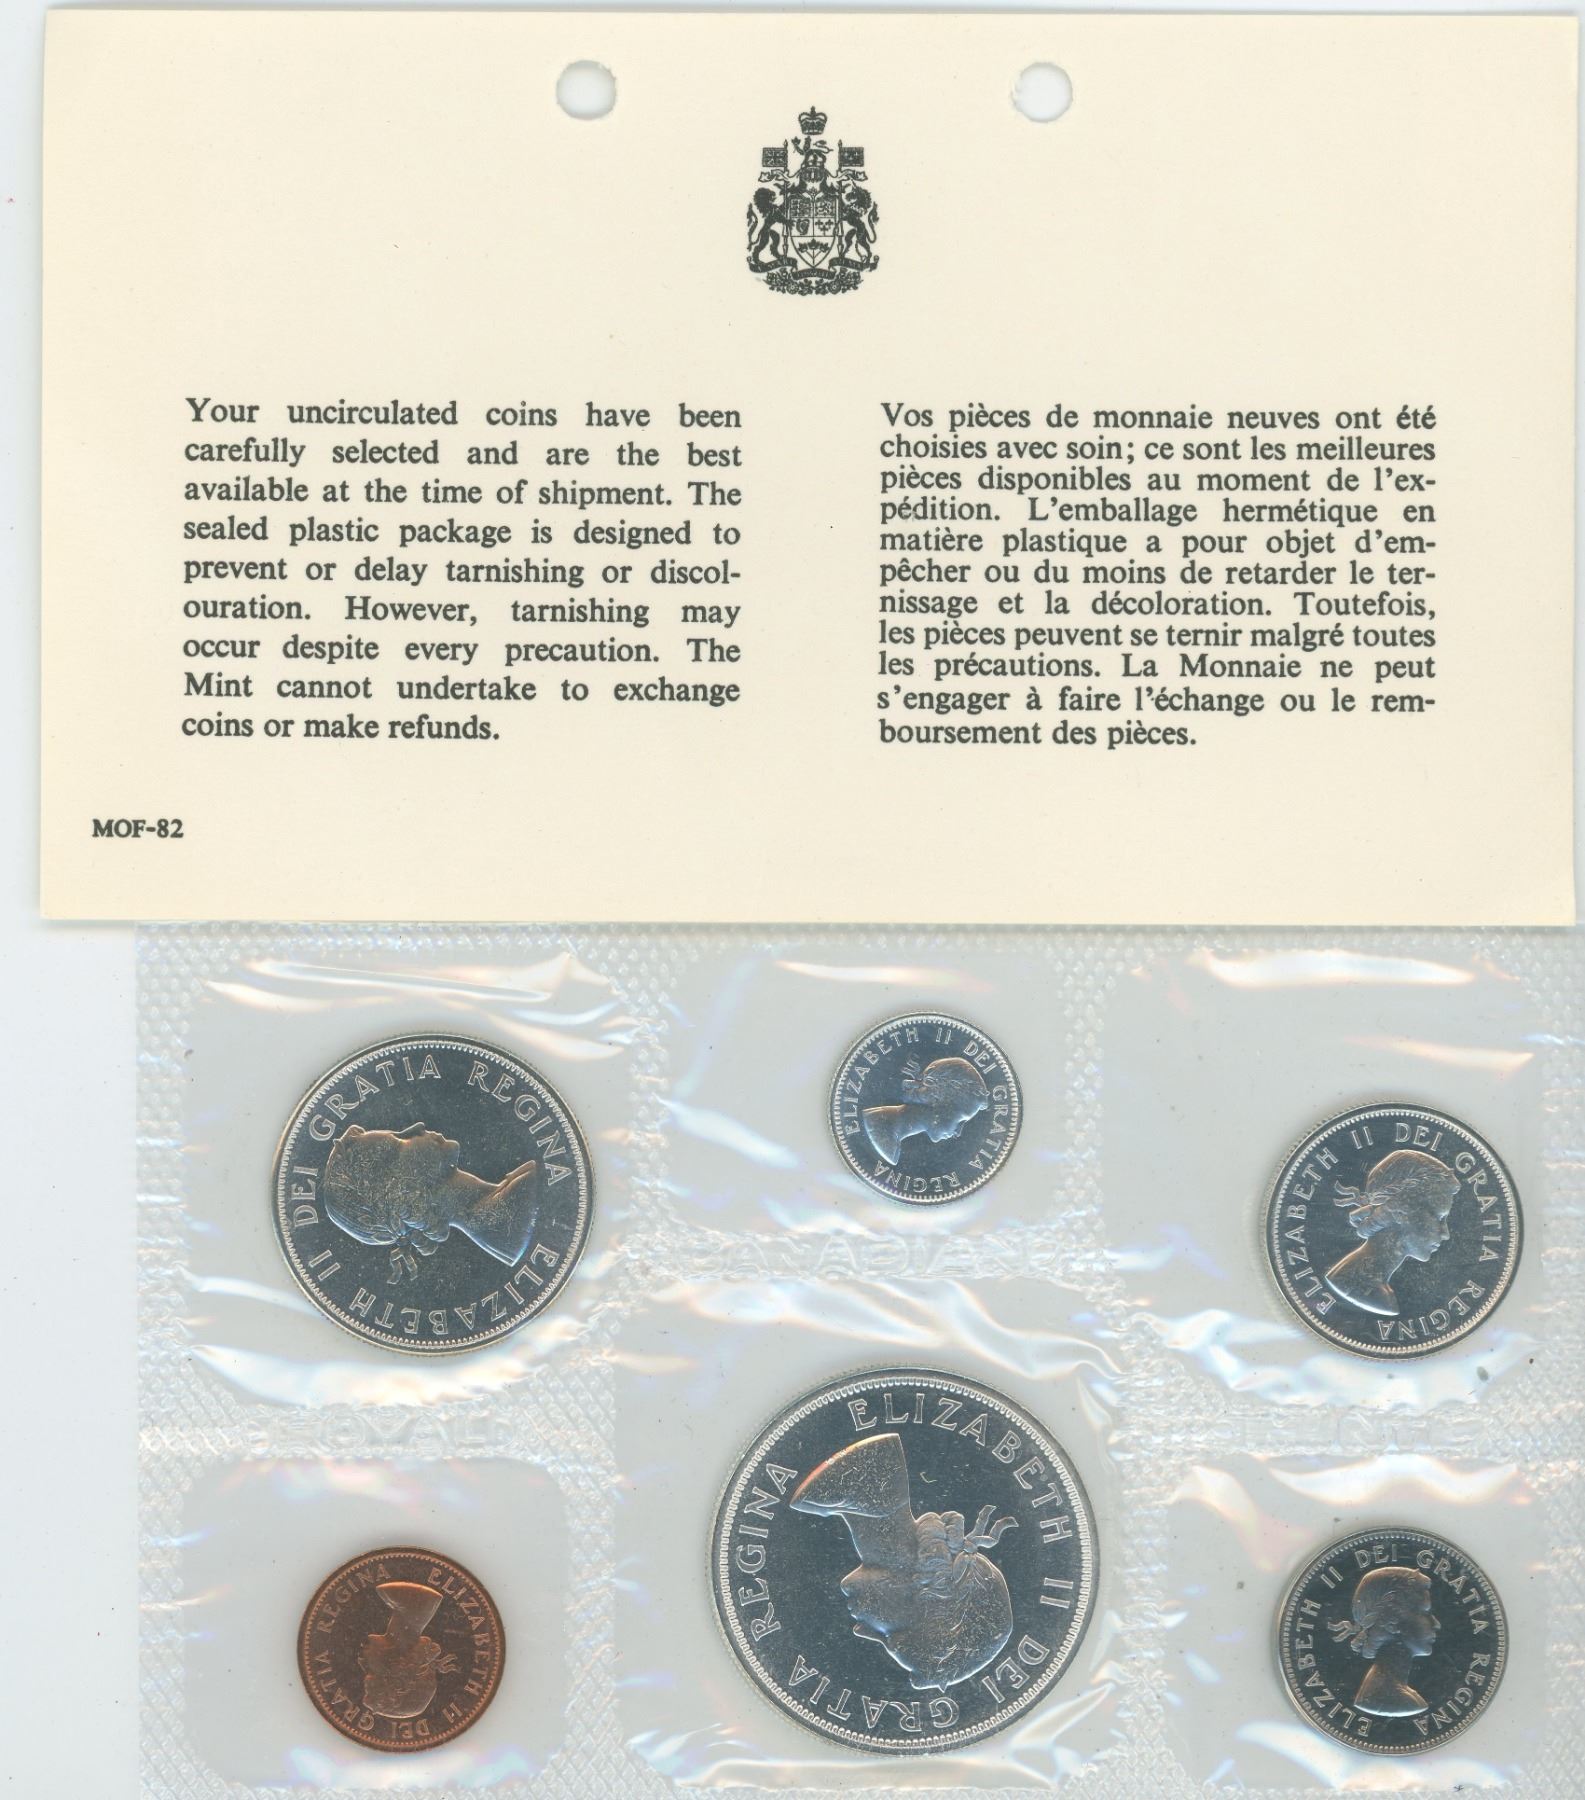 Your uncirculated coins have been
carefully selected and are the best
available at the time of shipment. The
sealed plastic package is designed to
prevent or delay tarnishing or discol-
ouration. However, tarnishing may
occur despite every precaution. The
Mint cannot undertake to exchange
coins or make refunds.
Vos pièces de monnaie neuves ont été
choisies avec soin; ce sont les meilleures
pièces disponibles au moment de l'ex-
pédition. L'emballage hermétique en
matière plastique a pour objet d'em-
pêcher ou du moins de retarder le ter-
nissage et la décoloration. Toutefois,
les pièces peuvent se ternir malgré toutes
les précautions. La Monnaie ne peut
s'engager à faire l'échange ou le rem-
boursement des pièces.
MOF-82
ELIZABETH II DEI GRATIA REGINA
ELIZABETH II DEI GRATIA REGINA
ELIZABETH II DEI GRATIA REGINA
ROYAL
CANADIAN
MINT
ELIZABETH II DEI GRATIA REGINA
ELIZABETH II DEI GRATIA REGINA
ELIZABETH II DEI GRATIA REGINA